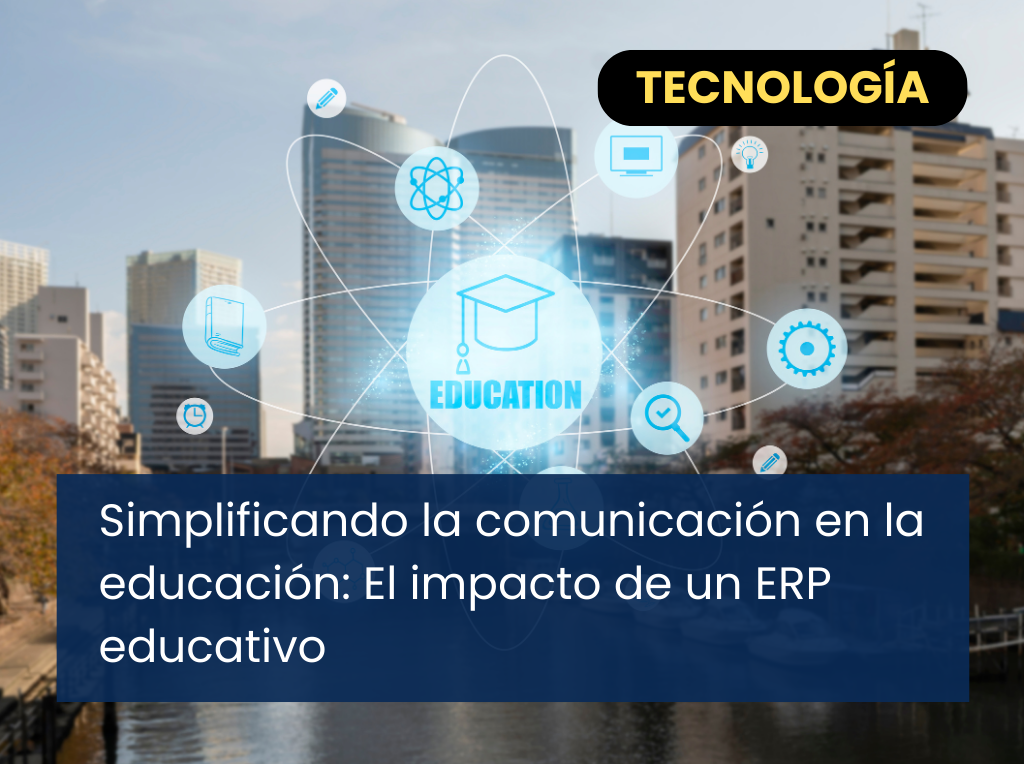 TECNOLOGÍA
EDUCATION
Simplificando la comunicación en la
educación: El impacto de un ERP
educativo